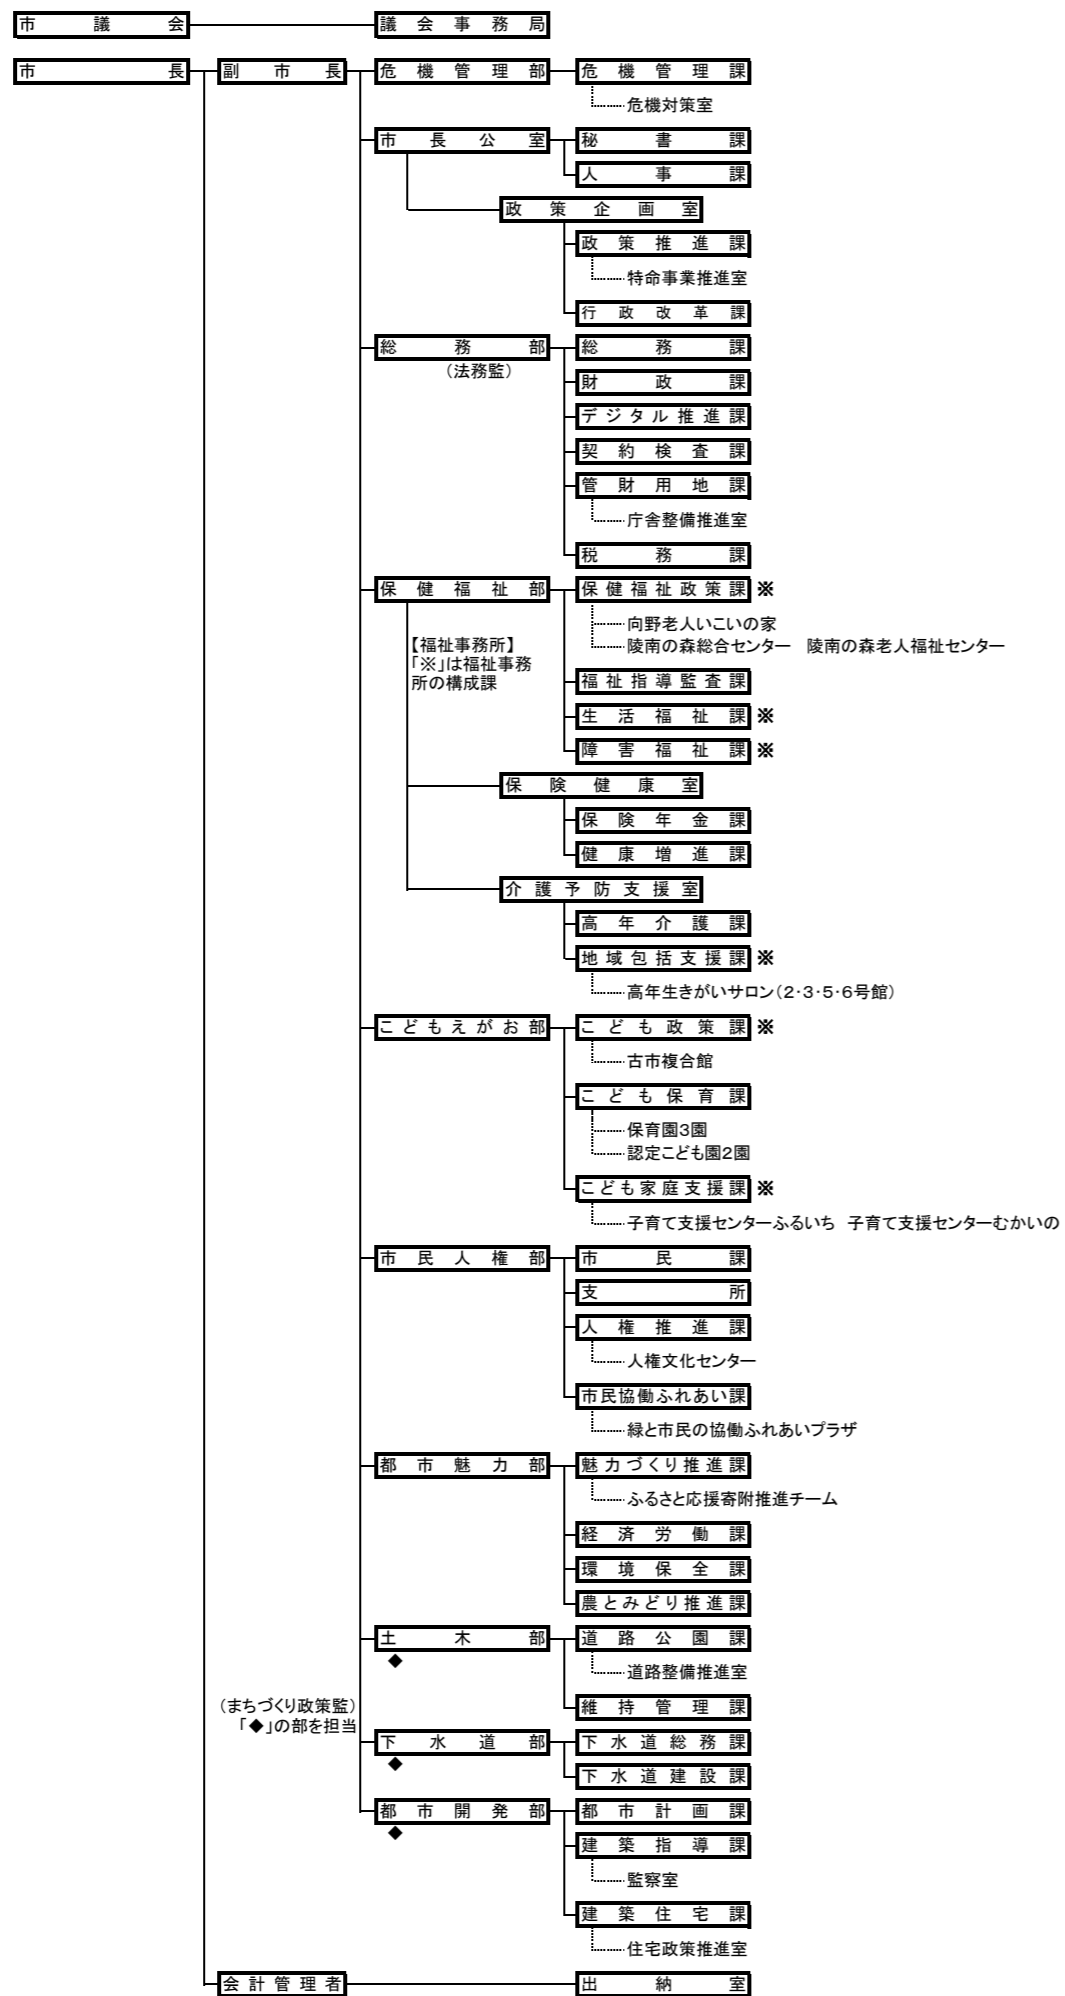 市議会 議会事務局
市長 副市長 危機管理部 危機管理課
危機対策室
市長公室 秘書課
人事課
政策企画室
政策推進課
特命事業推進室
行政改革課
総務部 総務課
(法務監)
財政課
デジタル推進課
契約検査課
管財用地課
庁舎整備推進室
税務課
保健福祉部 保健福祉政策課 ※
向野老人いこいの家
【福祉事務所】
陵南の森総合センター 陵南の森老人福祉センター
「※」は福祉事務
所の構成課
福祉指導監査課
生活福祉課 ※
障害福祉課 ※
保険健康室
保険年金課
健康増進課
介護予防支援室
高年介護課
地域包括支援課 ※
高年生きがいサロン(2・3・5・6号館)
こどもえがお部 こども政策課 ※
古市複合館
こども保育課
保育園3園
認定こども園2園
こども家庭支援課 ※
子育て支援センターふるいち 子育て支援センターむかいの
市民人権部 市民課
支所
人権推進課
人権文化センター
市民協働ふれあい課
緑と市民の協働ふれあいプラザ
都市魅力部 魅力づくり推進課
ふるさと応援寄附推進チーム
経済労働課
環境保全課
農とみどり推進課
土木部 道路公園課
◆
道路整備推進室
維持管理課
(まちづくり政策監)
「◆」の部を担当
下水道部 下水道総務課
◆
下水道建設課
都市開発部 都市計画課
◆
建築指導課
監察室
建築住宅課
住宅政策推進室
会計管理者 出納室